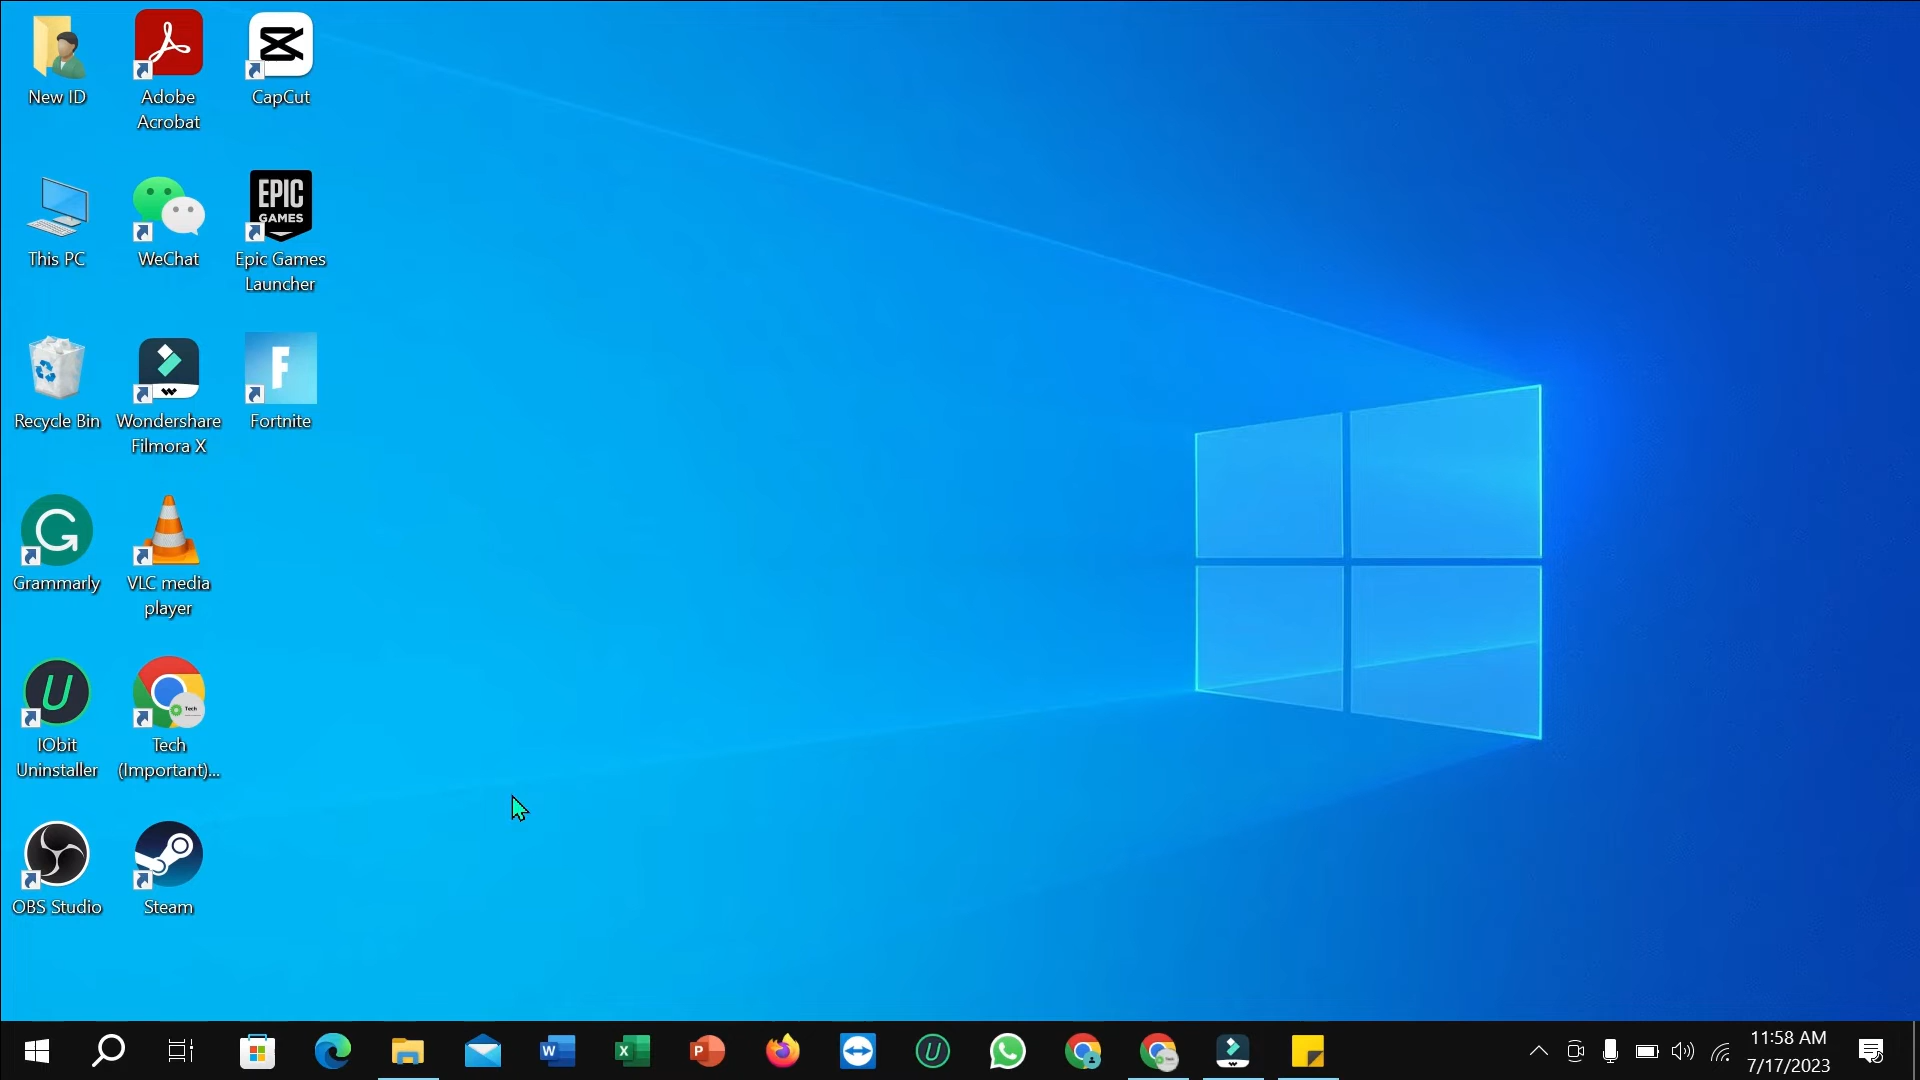 New ID
Adobe
Acrobat
CapCut
This PC
WeChat
EPIC
GAMES
Epic Games
Launcher
Recycle Bin
Wondershare
Filmora X
F
Fortnite
G
Grammarly
VLC media
player
U
IObit
Uninstaller
Tech
Tech
(Important)...
OBS Studio
Steam
W
X
P
U
11:58 AM
7/17/2023